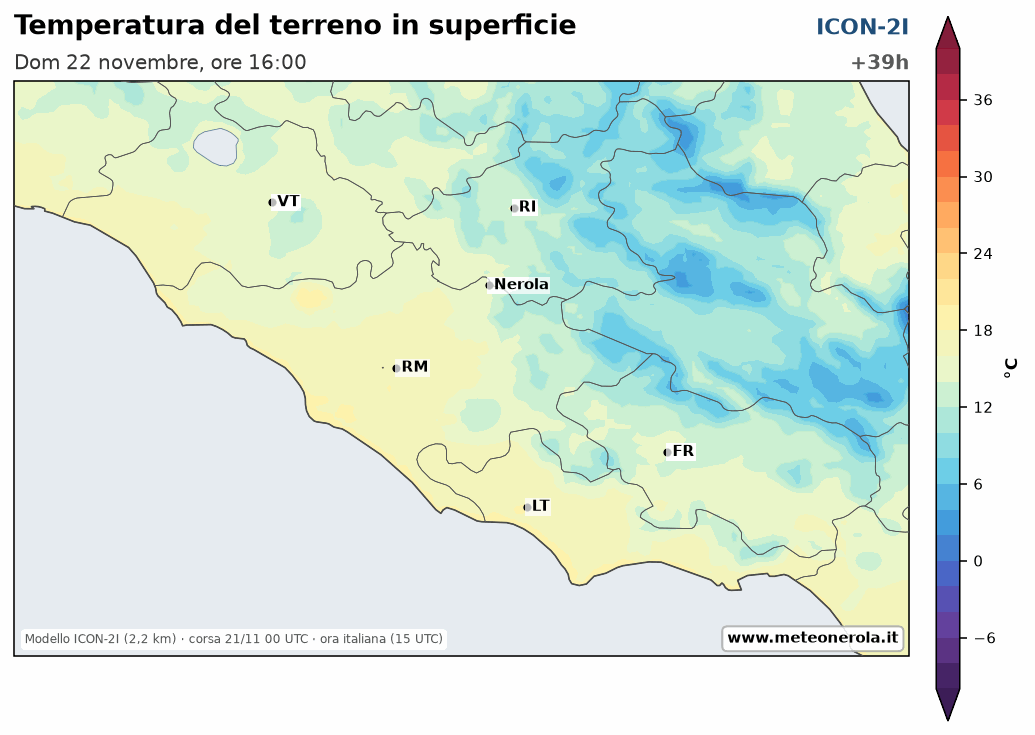 Temperatura del terreno in superficie
ICON-2I
Dom 22 novembre, ore 16:00
+39h
VT
RI
Nerola
RM
FR
LT
36
30
24
18
12
6
0
−6
°C
Modello ICON-2I (2,2 km) · corsa 21/11 00 UTC · ora italiana (15 UTC)
www.meteonerola.it